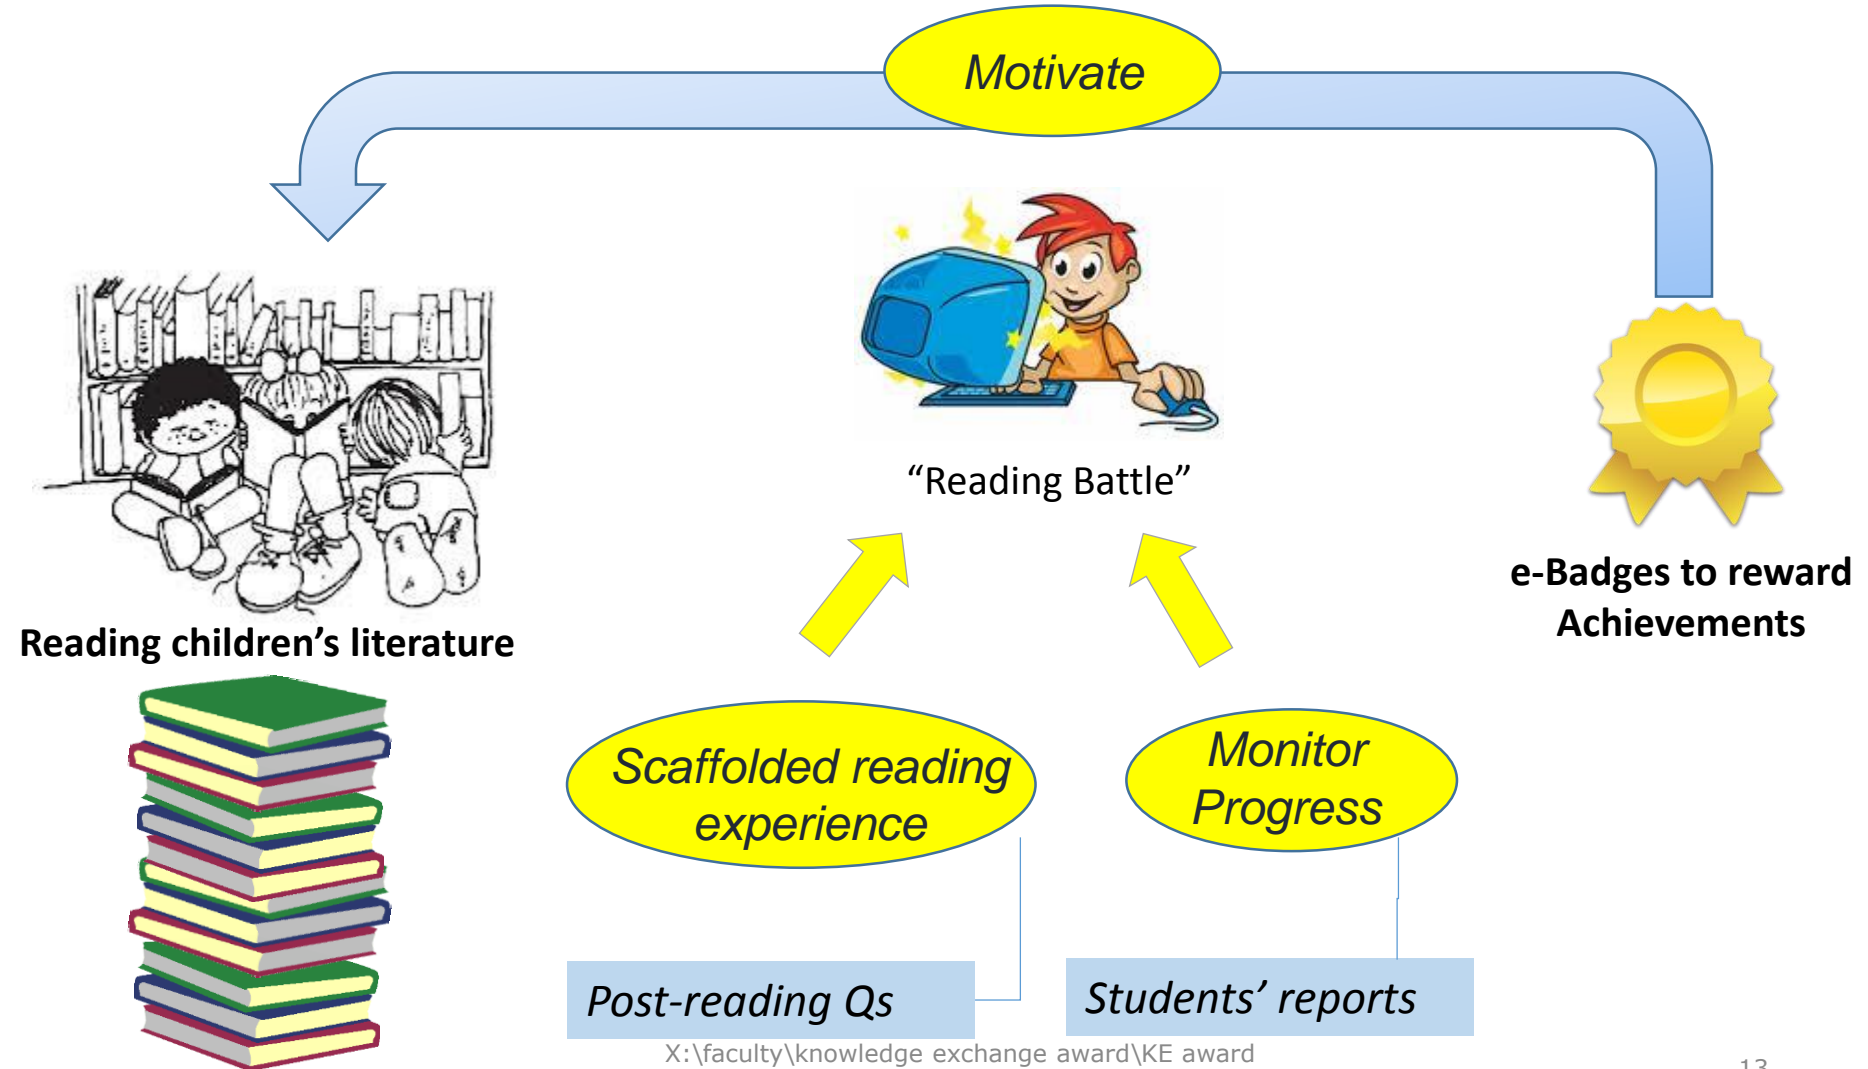 Motivate
“Reading Battle”
e-Badges to reward
Achievements
Reading children’s literature
Scaffolded reading
experience
Monitor
Progress
Post-reading Qs
Students’ reports
X:\faculty\knowledge exchange award\KE award
13